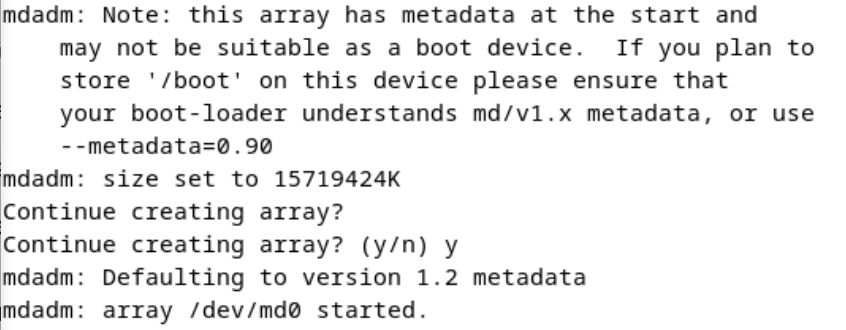 mdadm: Note: this array has metadata at the start and
    may not be suitable as a boot device.  If you plan to
    store '/boot' on this device please ensure that
    your boot-loader understands md/v1.x metadata, or use
    --metadata=0.90
mdadm: size set to 15719424K
Continue creating array?
Continue creating array? (y/n) y
mdadm: Defaulting to version 1.2 metadata
mdadm: array /dev/md0 started.